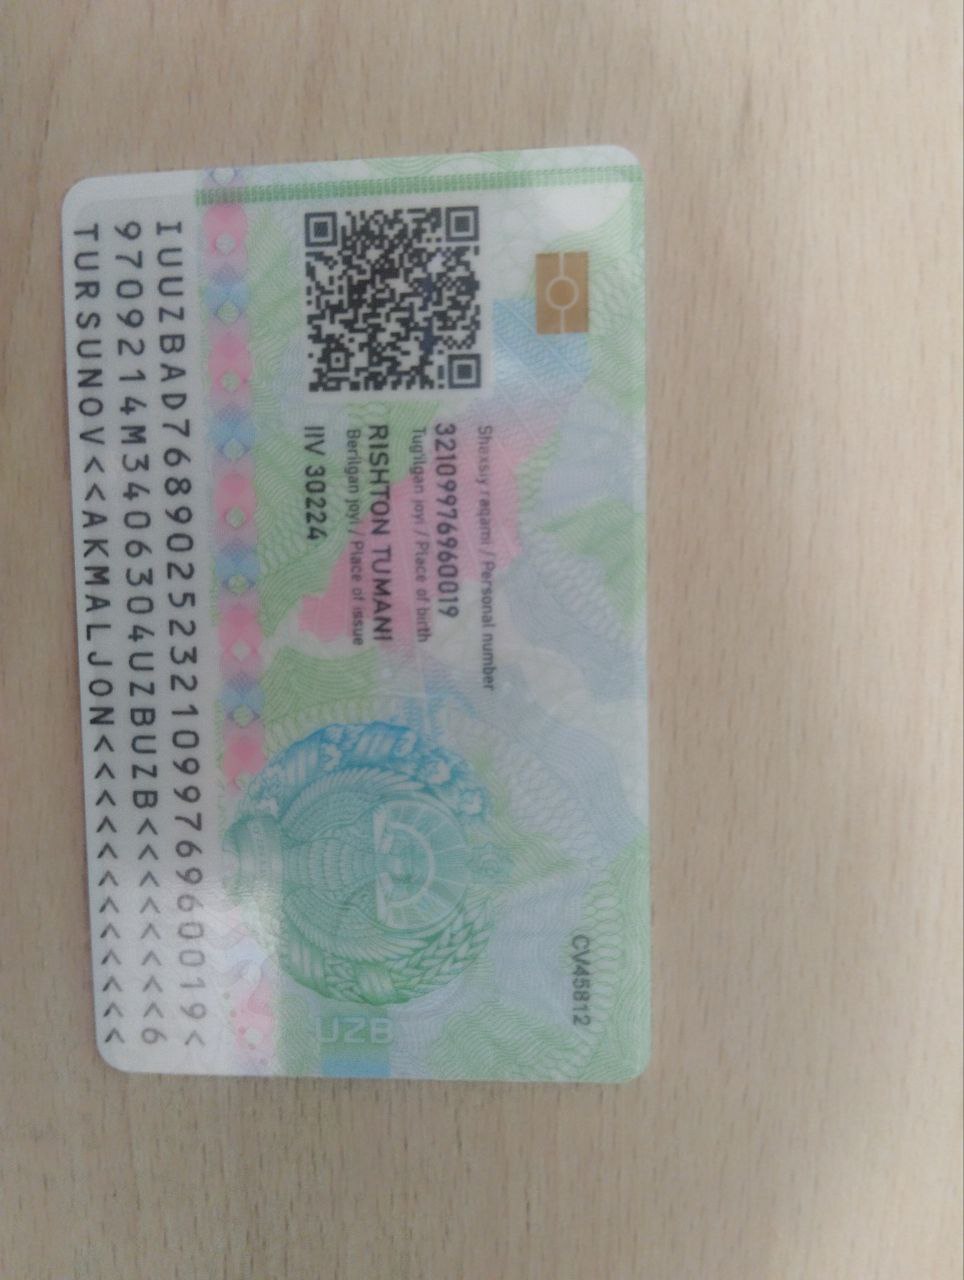 CV45812
Shaxsiy raqami / Personal number
32109976960019
Tug'ilgan joyi / Place of birth
RISHTON TUMANI
Berilgan joyi / Place of issue
IIV 30224
UZB
IUUZBAD7689025232109976960019<
9709214M3406304UZBUZB<<<<<<<<6
TURSUNOV<<AKMALJON<<<<<<<<<<<<